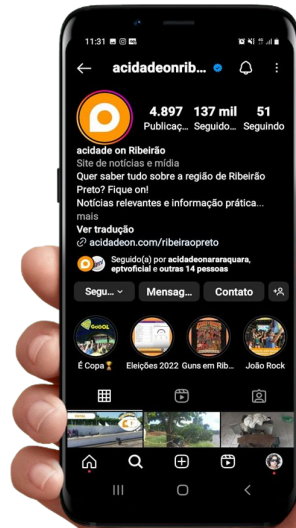 11:31
acidadeonrib...
4.897 137 mil 51
Publicaç... Seguido... Seguindo
acidade on Ribeirão
Site de notícias e mídia
Quer saber tudo sobre a região de Ribeirão
Preto? Fique on!
Notícias relevantes e informação prática...
mais
Ver tradução
acidadeon.com/ribeiraopreto
Seguido(a) por acidadeonararaquara,
eptvoficial e outras 14 pessoas
Segu... Mensag... Contato
GoGOL
É Copa Eleições 2022 Guns em Rib... João Rock